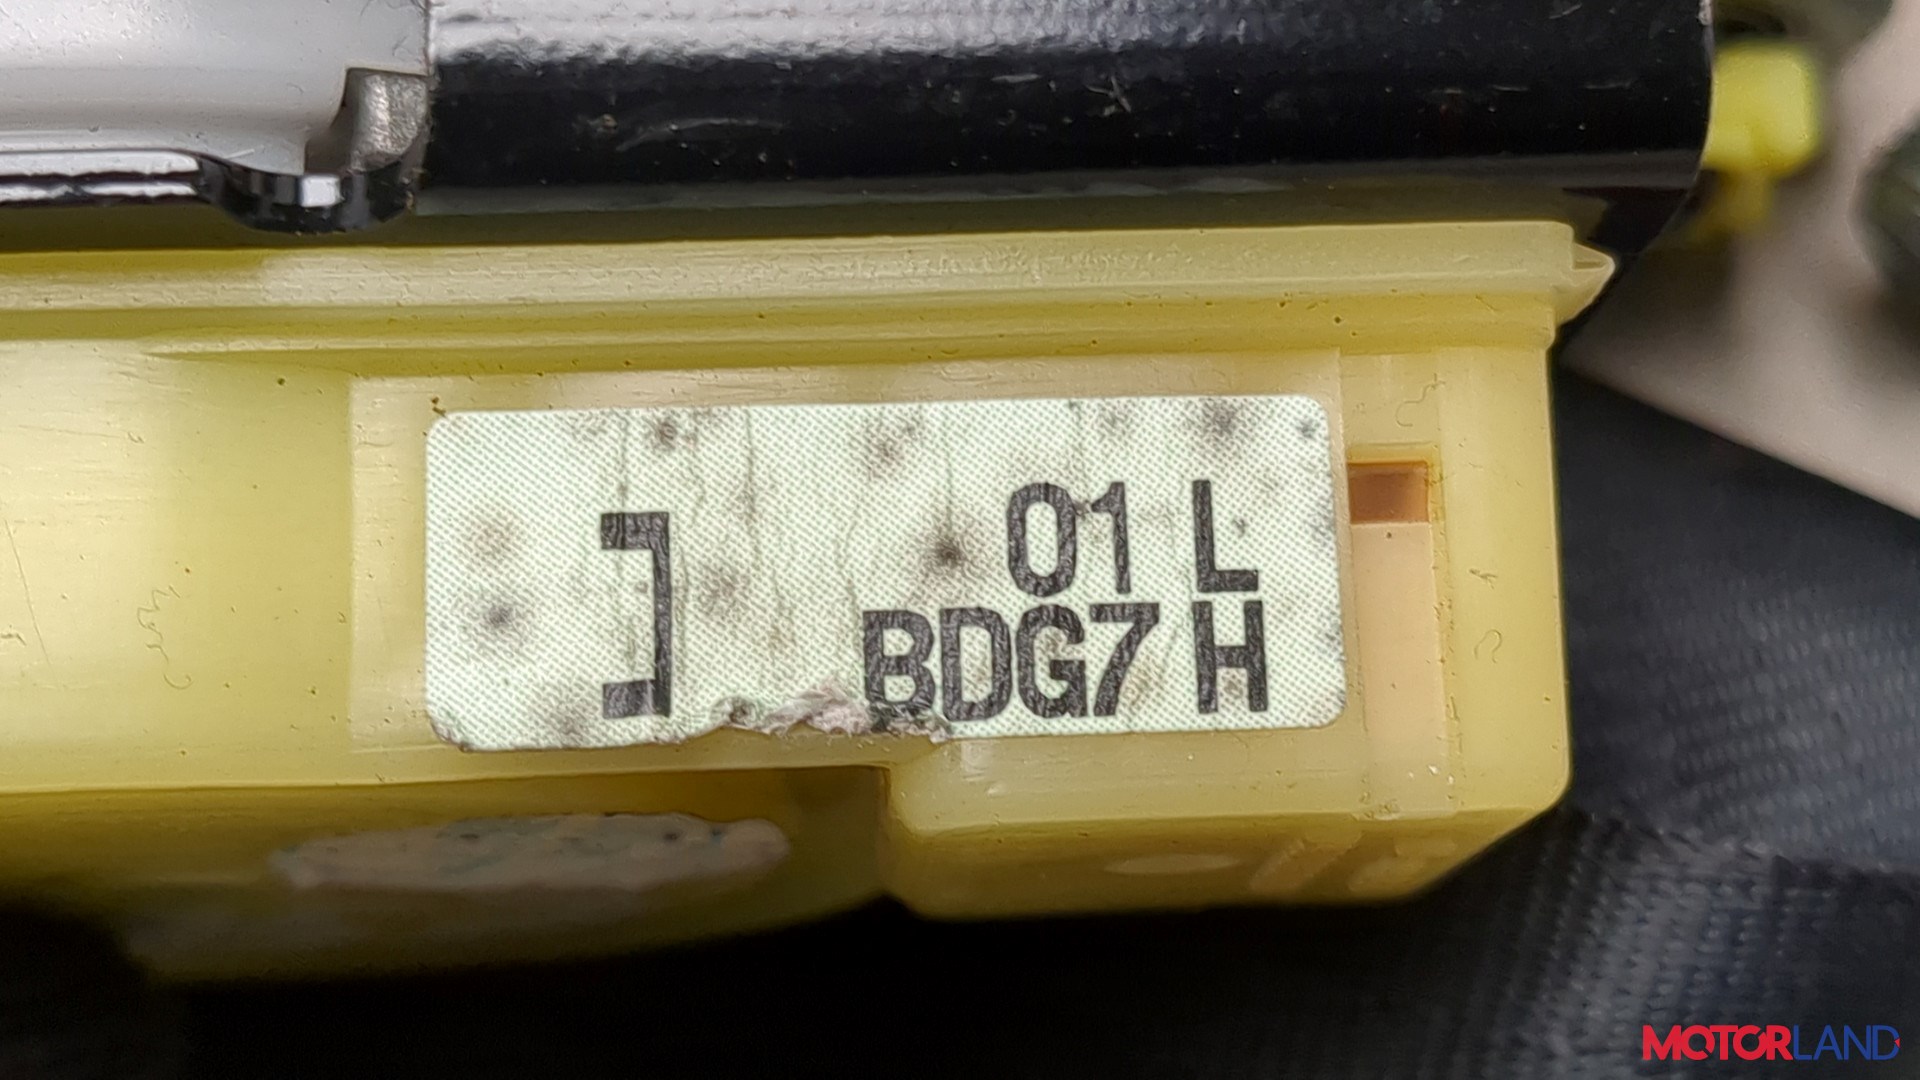 ] 01 L
BDG7 H
MOTORLAND